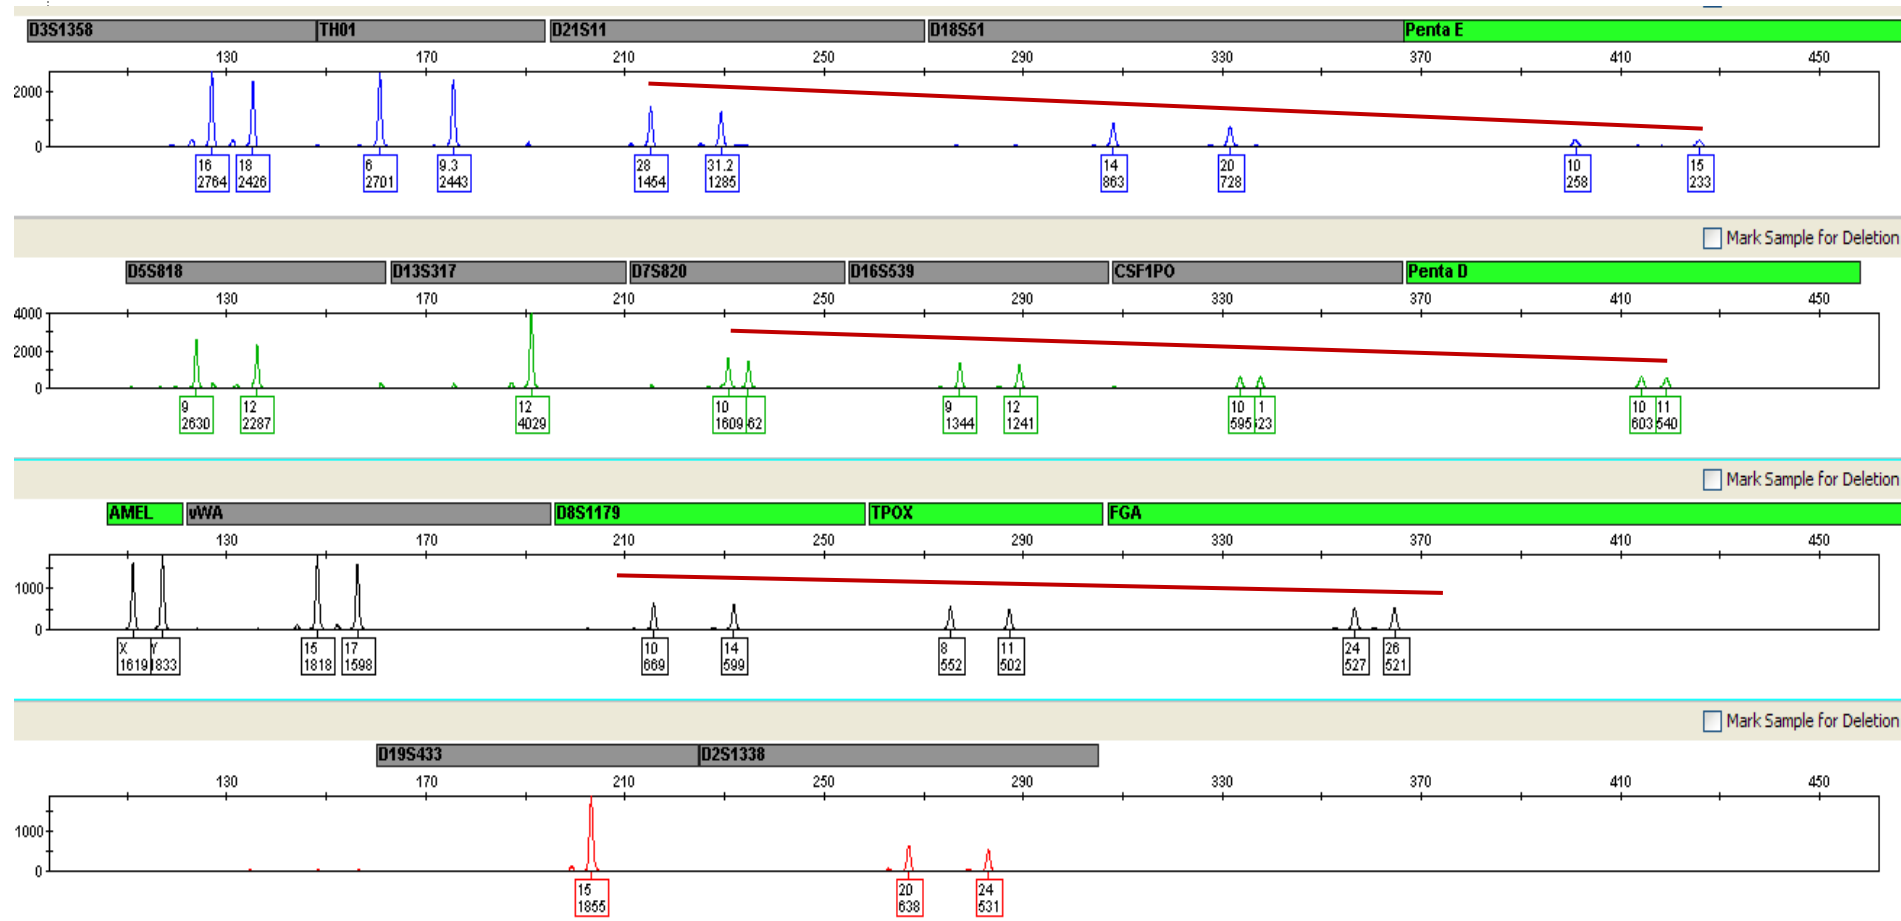 D3S1358 TH01 D21S11 D18S51 Penta E
130 170 210 250 290 330 370 410 450
2000
0
16 18 6 9.3 28 31.2 14 20 10 15
2764 2426 2701 2443 1454 1285 863 728 258 233
Mark Sample for Deletion
D5S818 D13S317 D7S820 D16S539 CSF1PO Penta D
130 170 210 250 290 330 370 410 450
4000
2000
0
9 12 12 10 9 12 10 1 10 11
2630 2287 4029 1609 62 1344 1241 595 23 603 540
Mark Sample for Deletion
AMEL vWA D8S1179 TPOX FGA
130 170 210 250 290 330 370 410 450
1000
0
X Y 15 17 10 14 8 11 24 26
1619 1833 1818 1598 669 599 552 502 527 521
Mark Sample for Deletion
D19S433 D2S1338
130 170 210 250 290 330 370 410 450
1000
0
15 20 24
1855 638 531